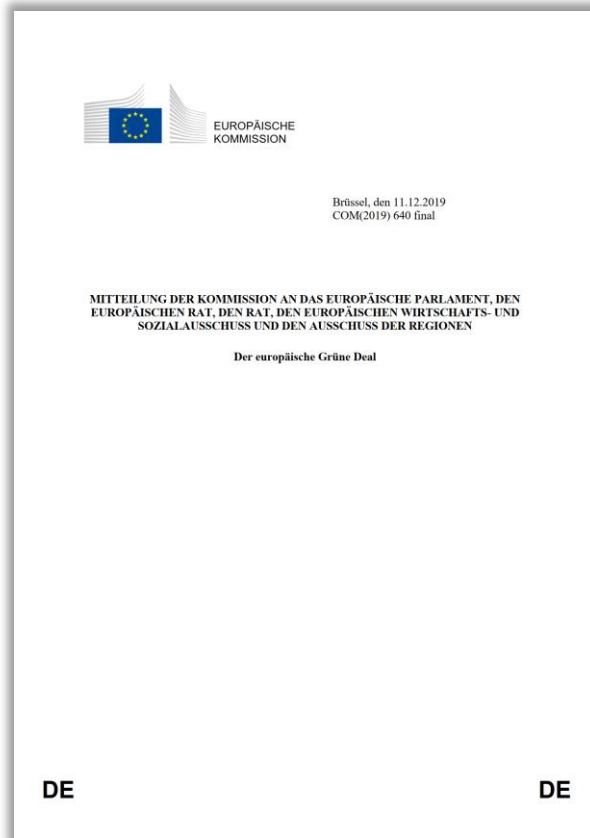 EUROPÄISCHE
KOMMISSION
Brüssel, den 11.12.2019
COM(2019) 640 final
MITTEILUNG DER KOMMISSION AN DAS EUROPÄISCHE PARLAMENT, DEN
EUROPÄISCHEN RAT, DEN RAT, DEN EUROPÄISCHEN WIRTSCHAFTS- UND
SOZIALAUSSCHUSS UND DEN AUSSCHUSS DER REGIONEN
Der europäische Grüne Deal
DE
DE